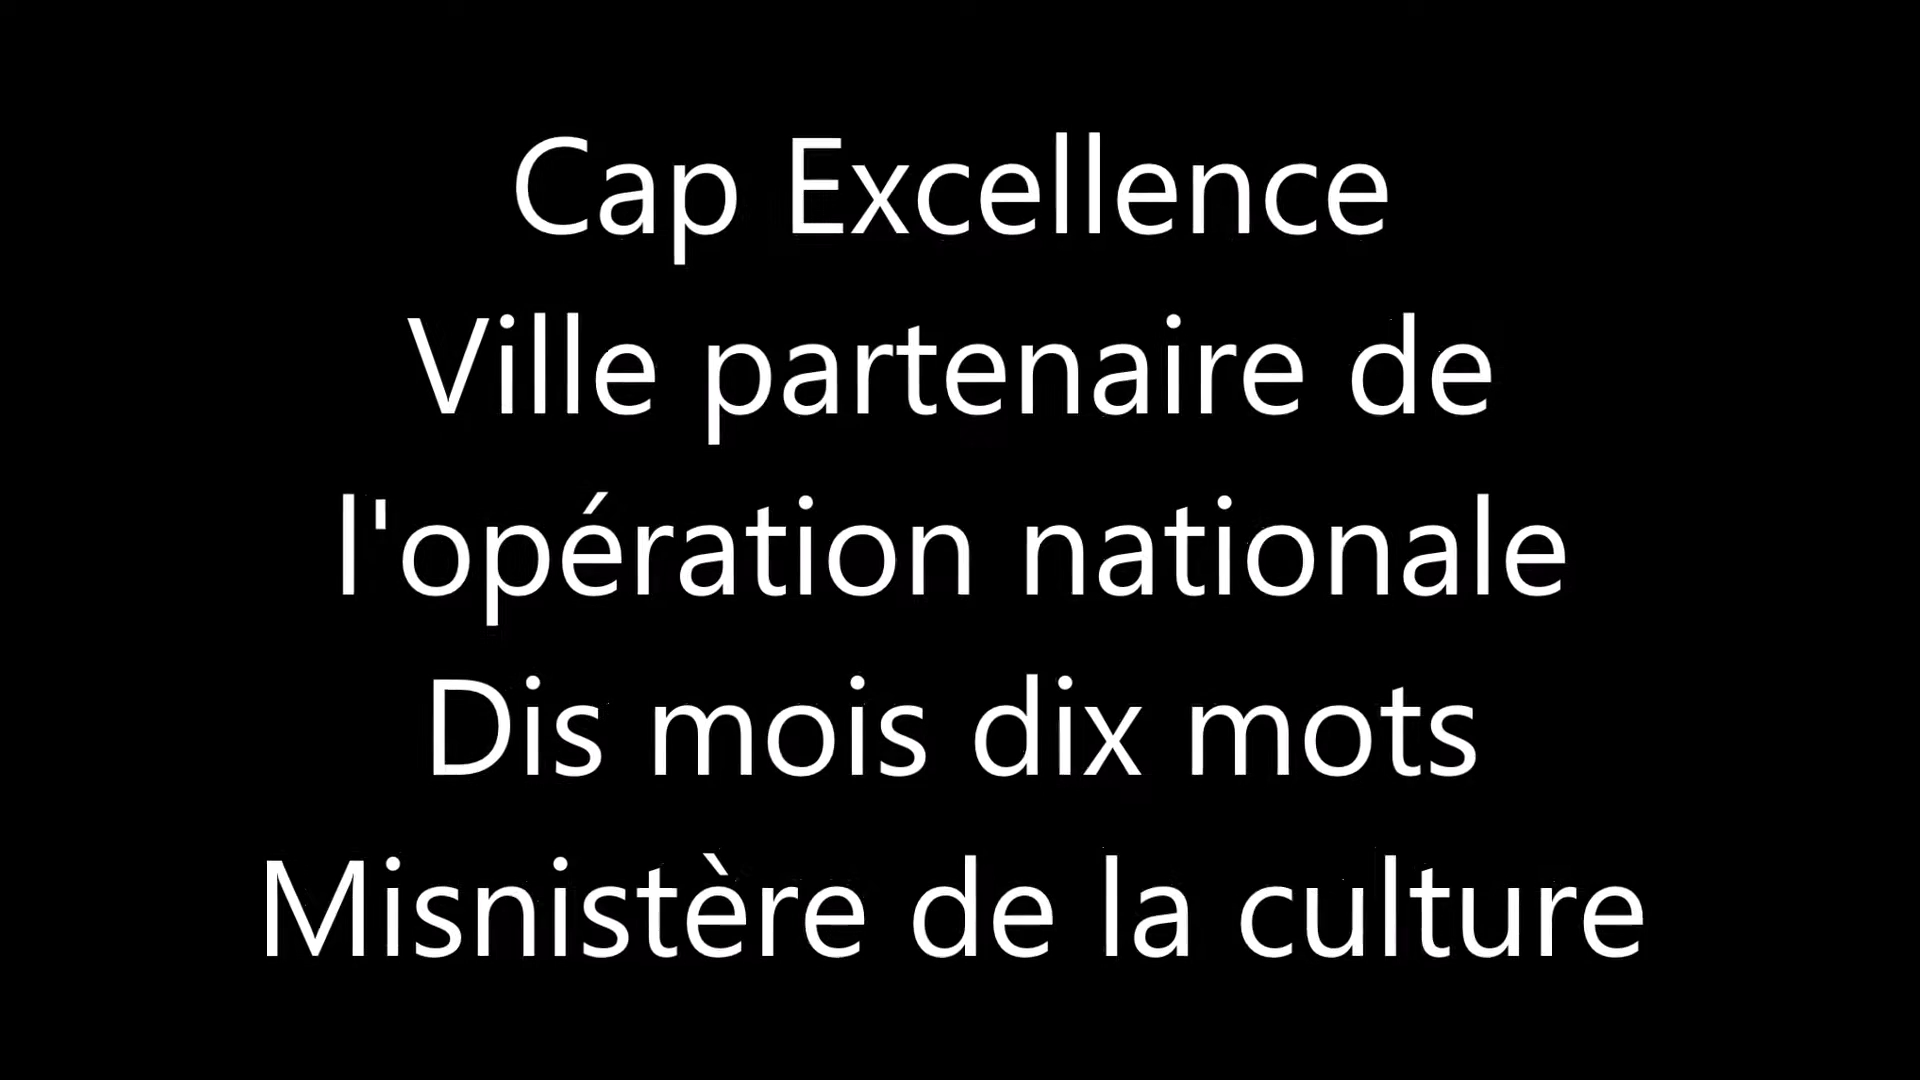 Cap Excellence
Ville partenaire de
l'opération nationale
Dis mois dix mots
Misnistère de la culture